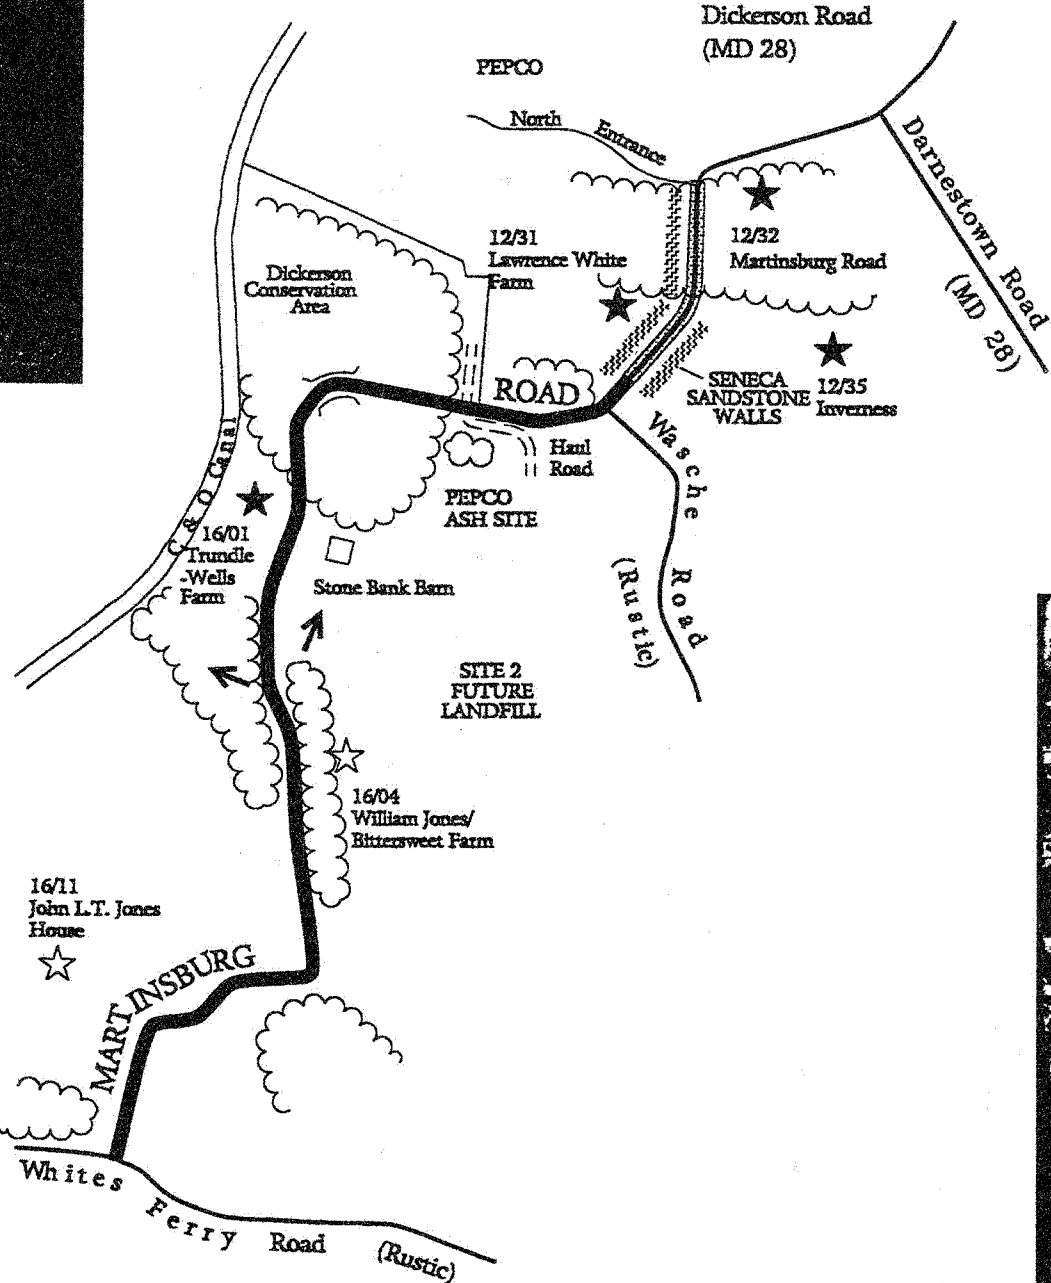 Dickerson Road
(MD 28)
PEPCO
North Entrance
Darnestown Road
(MD 28)
12/31
Lawrence White
Farm
12/32
Martinsburg Road
Dickerson
Conservation
Area
ROAD
SENECA
SANDSTONE
WALLS
12/35
Inverness
C & O Canal
Haul
Road
Wasche Road
(Rustic)
PEPCO
ASH SITE
16/01
Trundle
-Wells
Farm
Stone Bank Barn
SITE 2
FUTURE
LANDFILL
16/04
William Jones/
Bittersweet Farm
16/11
John L.T. Jones
House
MARTINSBURG
Whites Ferry Road (Rustic)